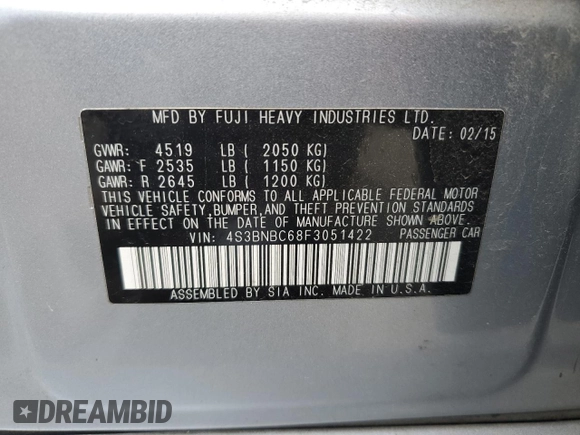 MFD BY FUJI HEAVY INDUSTRIES LTD.
DATE: 02/15
GVWR: 4519 LB ( 2050 KG)
GAWR: F 2535 LB ( 1150 KG)
GAWR: R 2645 LB ( 1200 KG)
THIS VEHICLE CONFORMS TO ALL APPLICABLE FEDERAL MOTOR
VEHICLE SAFETY, BUMPER, AND THEFT PREVENTION STANDARDS
IN EFFECT ON THE DATE OF MANUFACTURE SHOWN ABOVE.
VIN: 4S3BNBC68F3051422 PASSENGER CAR
ASSEMBLED BY SIA INC. MADE IN U.S.A.
DREAMBID